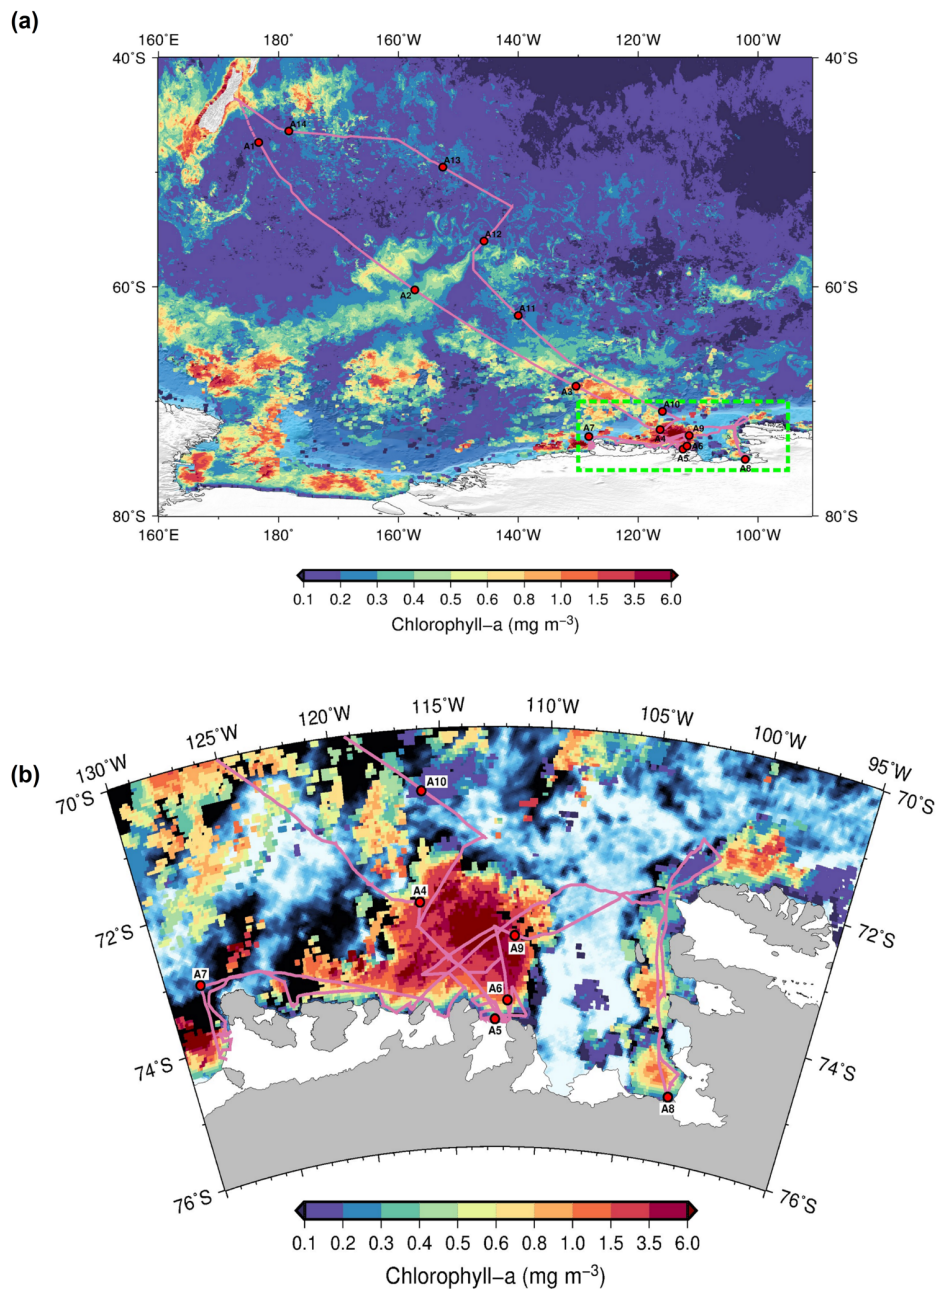 (a)
160°E 180° 160°W 140°W 120°W 100°W
40°S 40°S
A14
A1
A13
A12
60°S 60°S
A2
A11
A3
A10
A7 A4 A9
A6
A5
A8
80°S 80°S
160°E 180° 160°W 140°W 120°W 100°W
0.1 0.2 0.3 0.4 0.5 0.6 0.8 1.0 1.5 3.5 6.0
Chlorophyll−a (mg m−3)
(b)
130°W 125°W 120°W 115°W 110°W 105°W 100°W 95°W
70°S 70°S
A10
A4
72°S 72°S
A9
A7
A6
A5
74°S 74°S
A8
76°S 76°S
0.1 0.2 0.3 0.4 0.5 0.6 0.8 1.0 1.5 3.5 6.0
Chlorophyll−a (mg m−3)